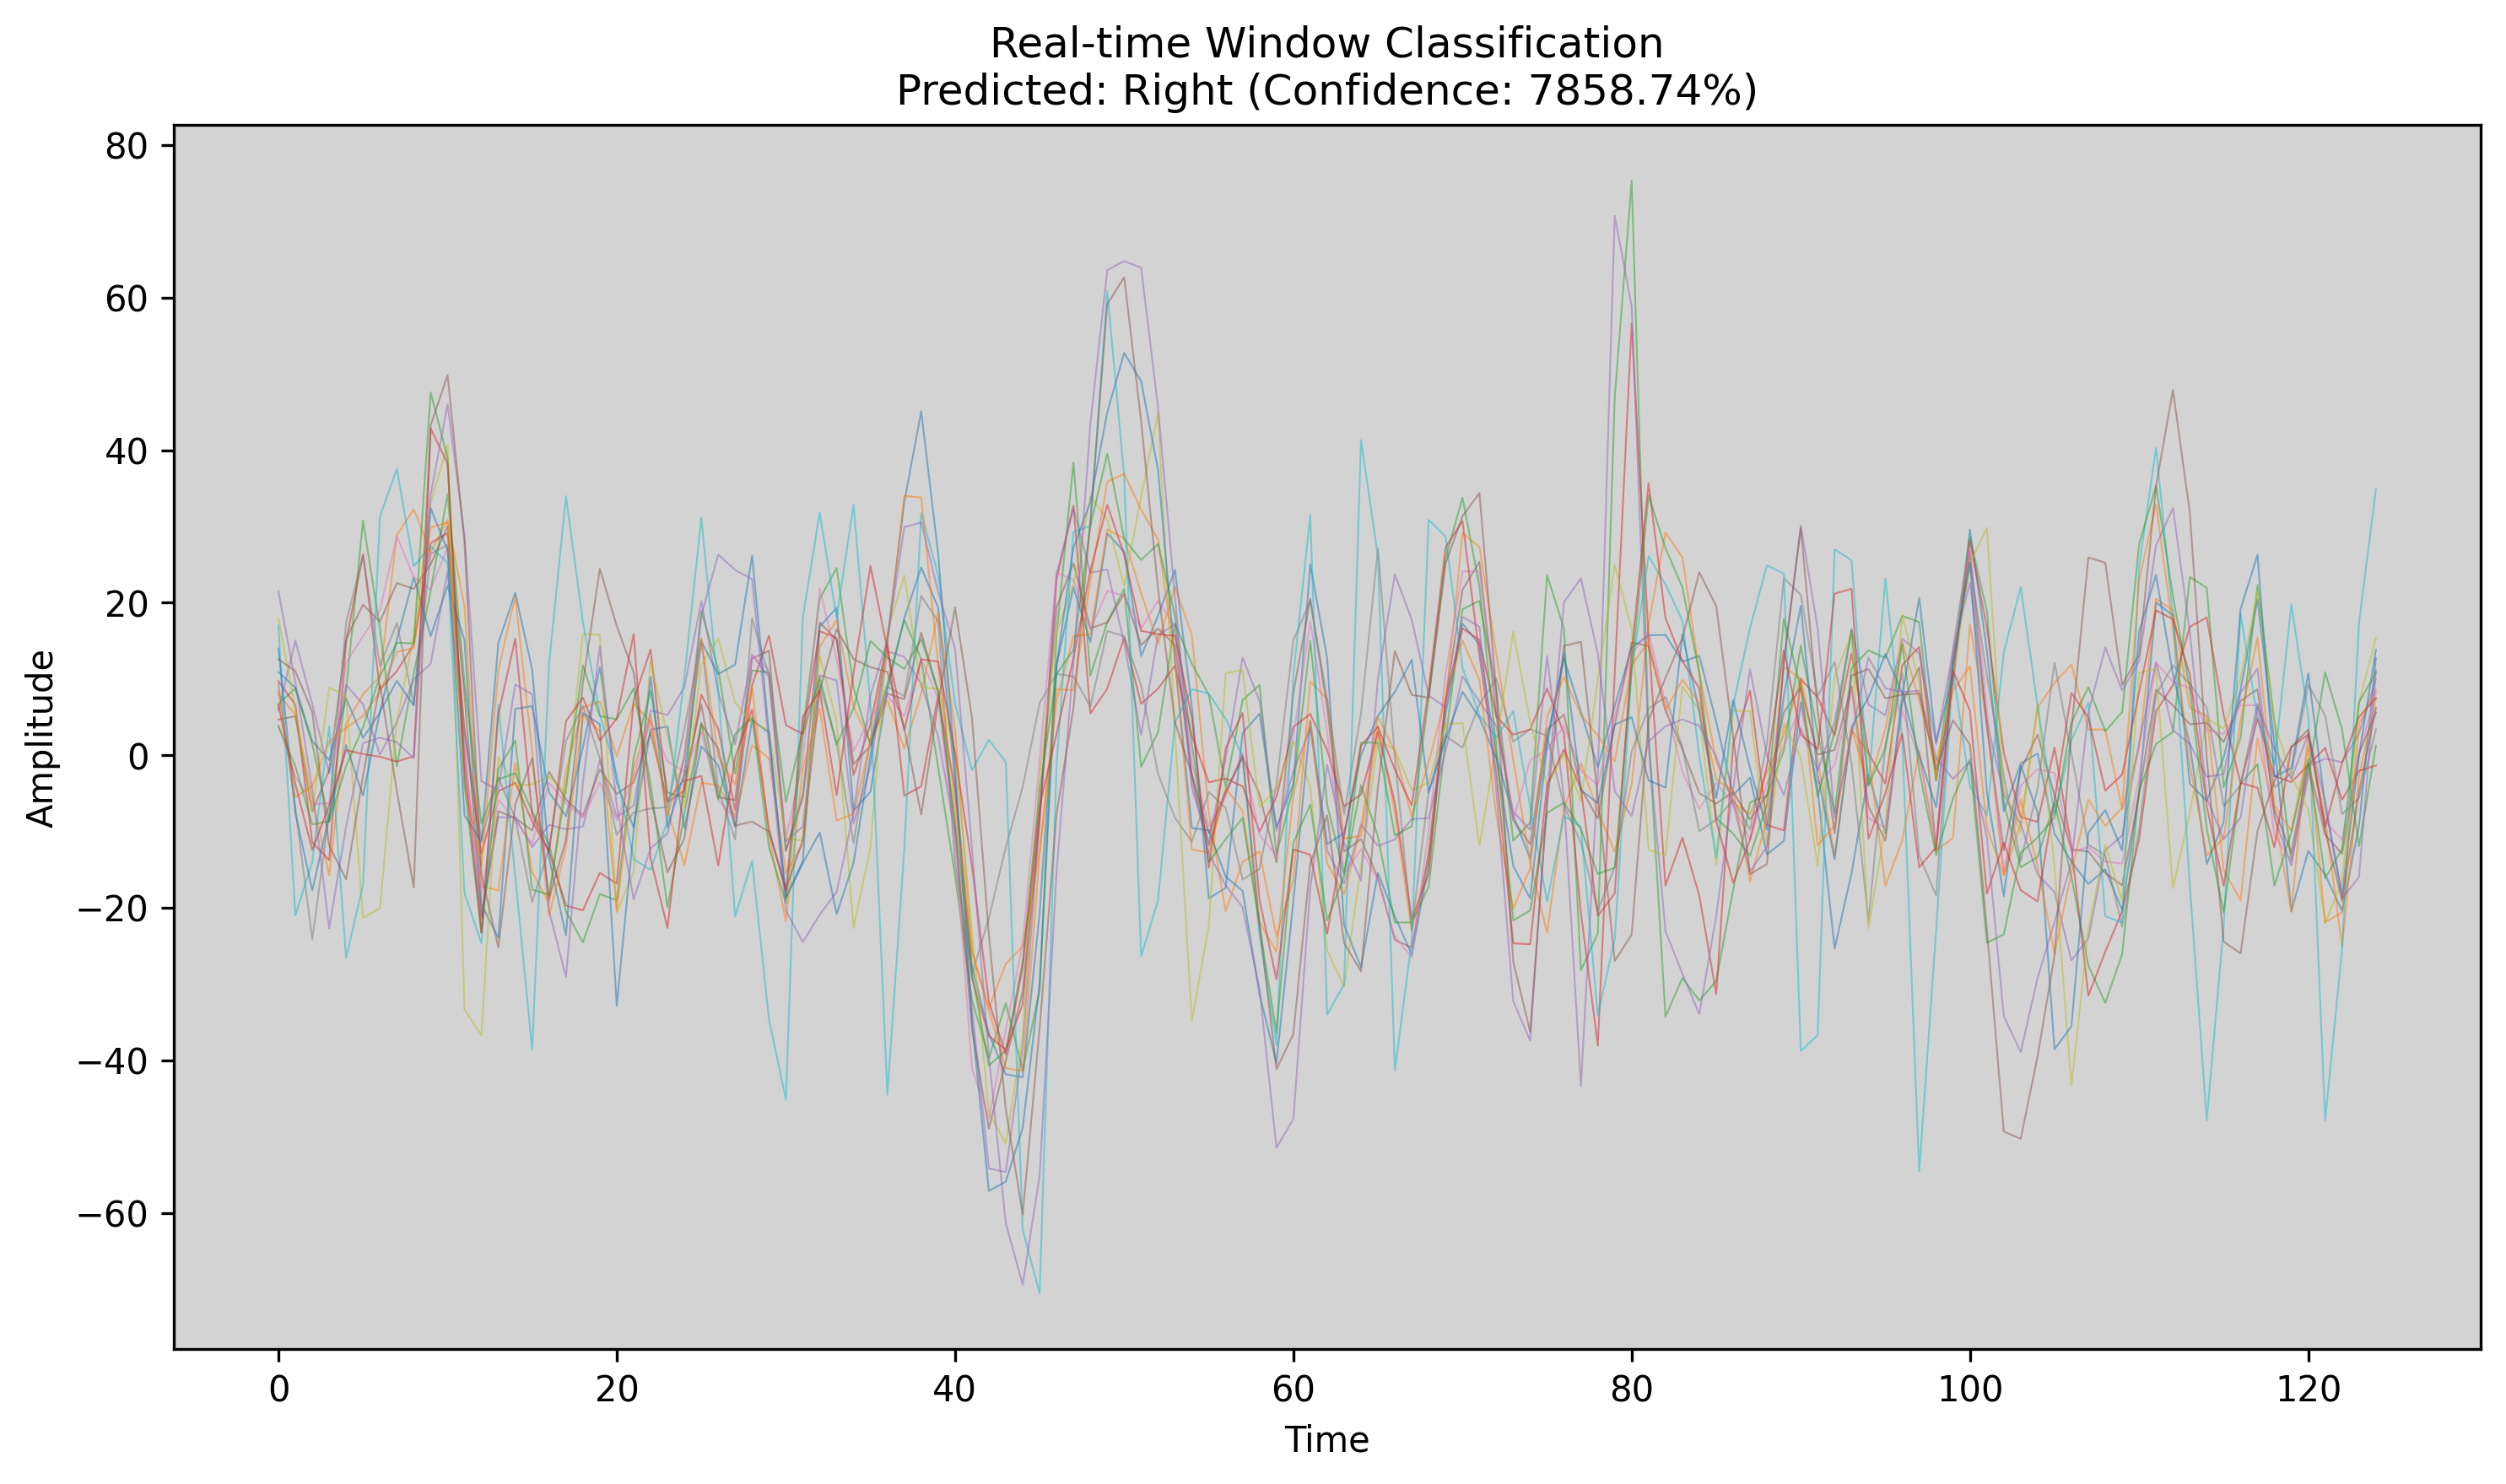 Real-time Window Classification
Predicted: Right (Confidence: 7858.74%)
80
60
40
20
0
−20
−40
−60
Amplitude
0 20 40 60 80 100 120
Time